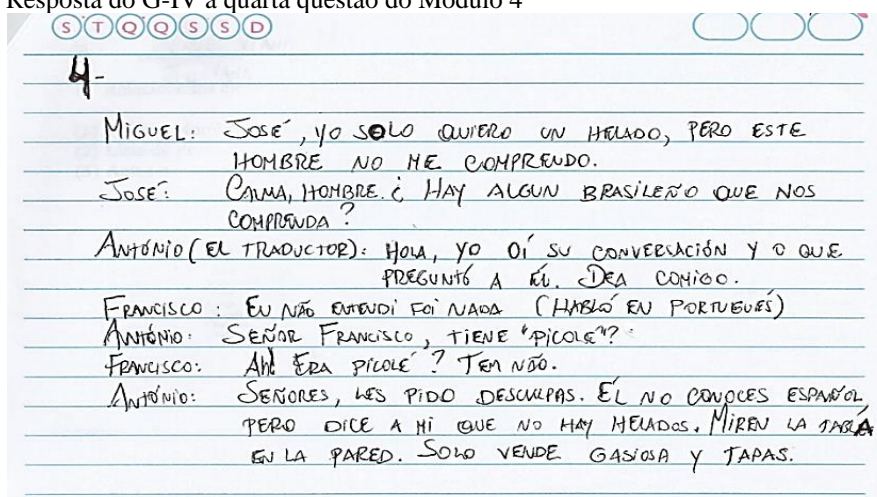 Resposta do G-IV à quarta questão do Módulo 4
S T Q Q S S D
4-
MIGUEL: JOSÉ, YO SOLO QUIERO UN HELADO, PERO ESTE
HOMBRE NO ME COMPRENDO.
JOSÉ: CALMA, HOMBRE. ¿ HAY ALGUN BRASILEÑO QUE NOS
COMPRENDA?
ANTÓNIO (EL TRADUCTOR): HOLA, YO OÍ SU CONVERSACIÓN Y O QUE
PREGUNTÓ A ÉL. DEA COMIGO.
FRANCISCO: EU NÃO ENTENDI FOI NADA (HABLÓ EN PORTUGUÉS)
ANTÓNIO: SEÑOR FRANCISCO, TIENE "PICOLÉ"?
FRANCISCO: AH! ERA PICOLÉ? TEM NÃO.
ANTÓNIO: SEÑORES, LES PIDO DESCULPAS. ÉL NO CONOCES ESPAÑOL
PERO DICE A MI QUE NO HAY HELADOS. MIREN LA TABLA
EN LA PARED. SOLO VENDE GASIOSA Y TAPAS.